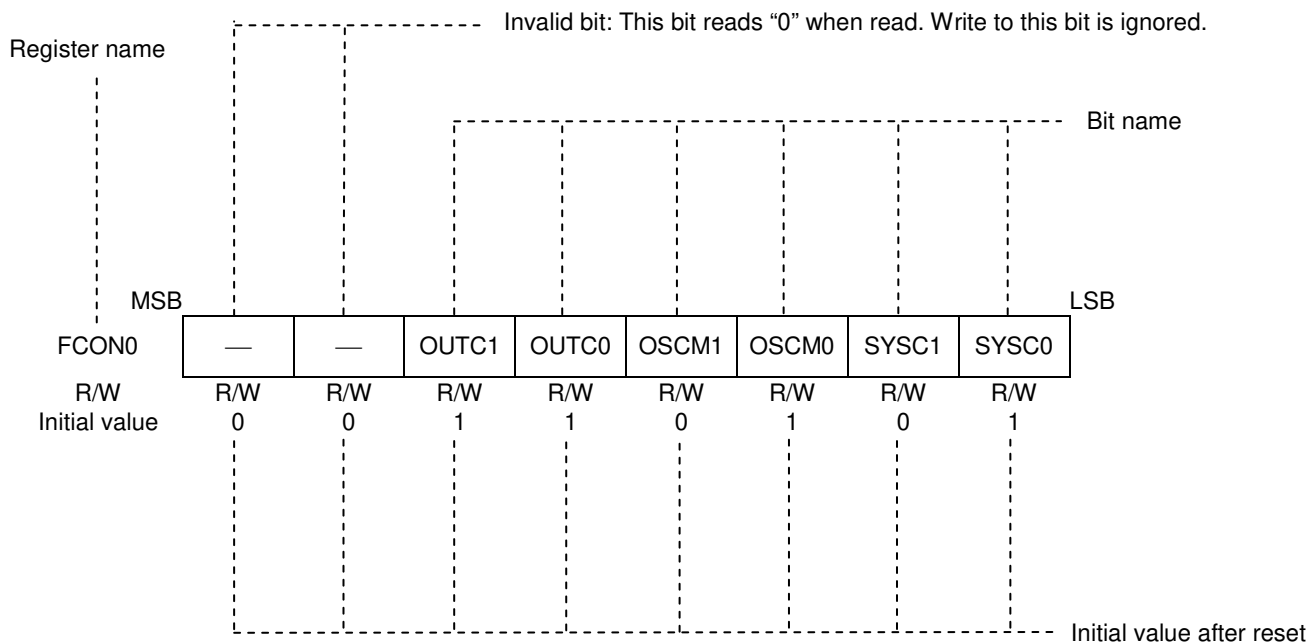 Invalid bit: This bit reads “0” when read. Write to this bit is ignored.
Register name
Bit name
MSB LSB
FCON0 — — OUTC1 OUTC0 OSCM1 OSCM0 SYSC1 SYSC0
R/W R/W R/W R/W R/W R/W R/W R/W R/W
Initial value 0 0 1 1 0 1 0 1
Initial value after reset